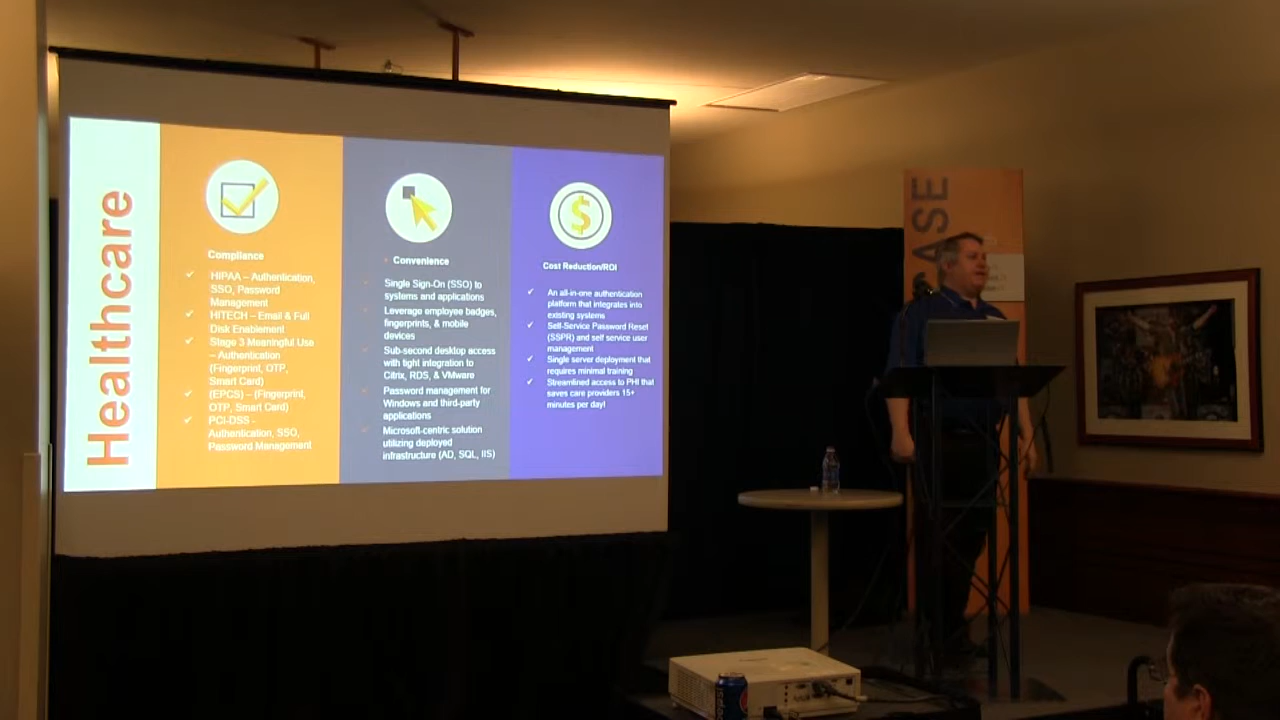 Healthcare
Compliance
HIPAA – Authentication,
SSO, Password
Management
HITECH – Email & Full
Disk Enablement
Stage 3 Meaningful Use
– Authentication
(Fingerprint, OTP,
Smart Card)
(EPCS) – (Fingerprint,
OTP, Smart Card)
PCI-DSS -
Authentication, SSO,
Password Management
Convenience
Single Sign-On (SSO) to
systems and applications
Leverage employee badges,
fingerprints, & mobile
devices
Sub-second desktop access
with tight integration to
Citrix, RDS, & VMware
Password management for
Windows and third-party
applications
Microsoft-centric solution
utilizing deployed
infrastructure (AD, SQL, IIS)
$
Cost Reduction/ROI
An all-in-one authentication
platform that integrates into
existing systems
Self-Service Password Reset
(SSPR) and self service user
management
Single server deployment that
requires minimal training
Streamlined access to PHI that
saves care providers 15+
minutes per day!
ASE